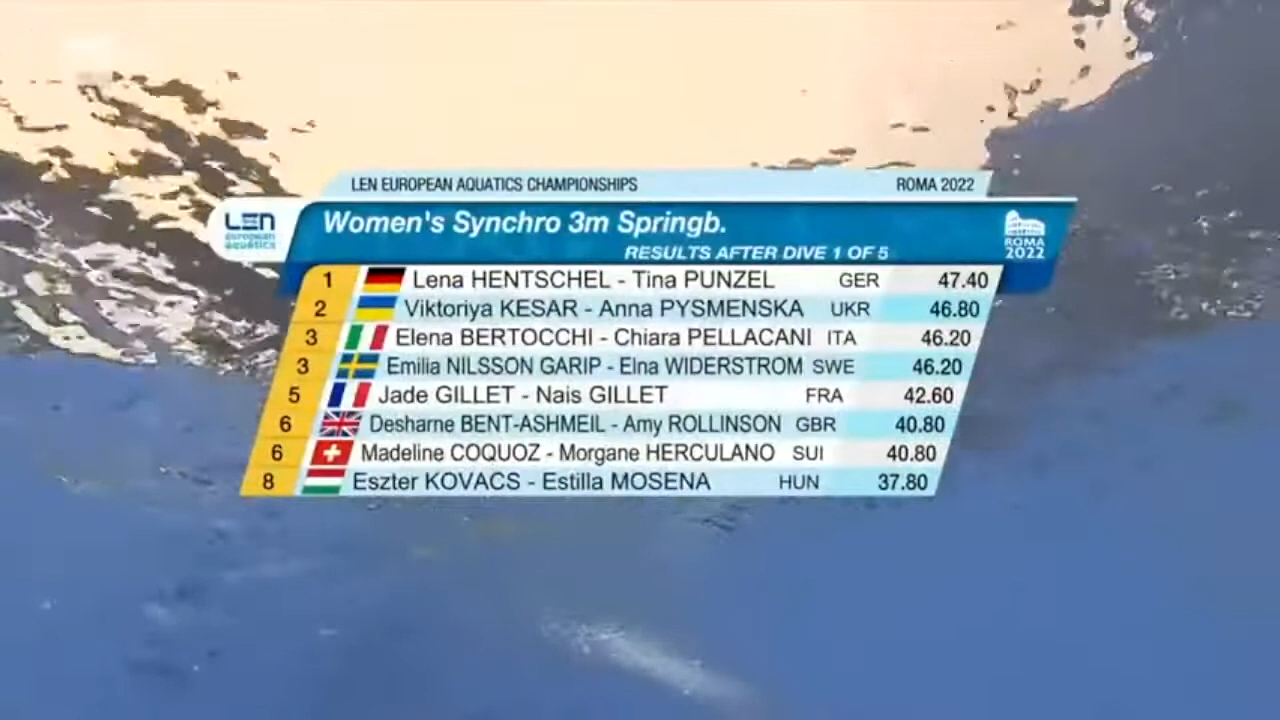 LEN EUROPEAN AQUATICS CHAMPIONSHIPS ROMA 2022
LEN european aquatics
Women's Synchro 3m Springb.
ROMA 2022
RESULTS AFTER DIVE 1 OF 5
1 Lena HENTSCHEL - Tina PUNZEL GER 47.40
2 Viktoriya KESAR - Anna PYSMENSKA UKR 46.80
3 Elena BERTOCCHI - Chiara PELLACANI ITA 46.20
3 Emilia NILSSON GARIP - Elna WIDERSTROM SWE 46.20
5 Jade GILLET - Nais GILLET FRA 42.60
6 Desharne BENT-ASHMEIL - Amy ROLLINSON GBR 40.80
6 Madeline COQUOZ - Morgane HERCULANO SUI 40.80
8 Eszter KOVACS - Estilla MOSENA HUN 37.80